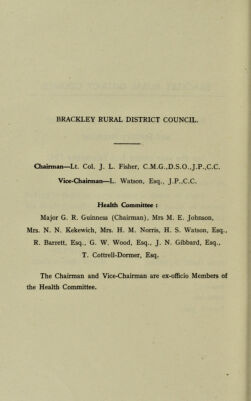 BRACKLEY RURAL DISTRICT COUNCIL.
Chairman—Lt. Col. J. L. Fisher, C.M.G.,D.S.O.,J.P.,C.C.
Vice-Chairman—L. Watson, Esq., J.P.,C.C.
Health Committee :
Major G. R. Guinness (Chairman), Mrs M. E. Johnson,
Mrs. N. N. Kekewich, Mrs. H. M. Norris, H. S. Watson, Esq.,
R. Barrett, Esq., G. W. Wood, Esq., J. N. Gibbard, Esq.,
T. Cottrell-Dormer, Esq.
The Chairman and Vice-Chairman are ex-officio Members of
the Health Committee.